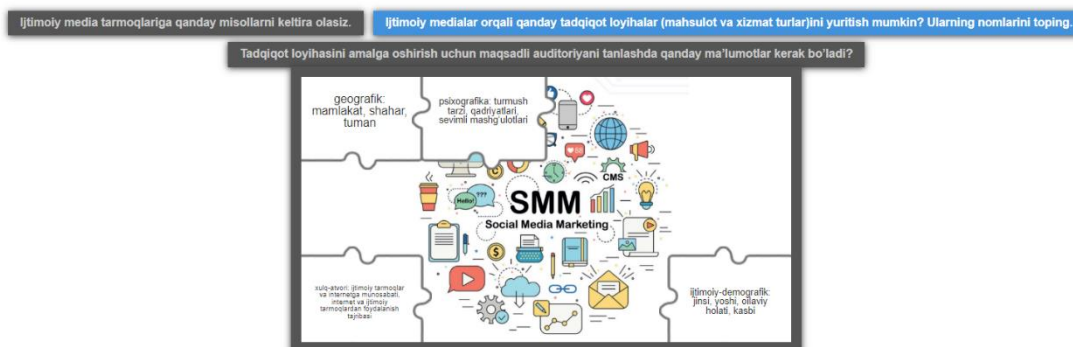 Ijtimoiy media tarmoqlariga qanday misollarni keltira olasiz.
Ijtimoiy medialar orqali qanday tadqiqot loyihalar (mahsulot va xizmat turlar)ini yuritish mumkin? Ularning nomlarini toping.
Tadqiqot loyihasini amalga oshirish uchun maqsadli auditoriyani tanlashda qanday ma'lumotlar kerak bo'ladi?
geografik:
mamlakat, shahar,
tuman
psixografika: turmush
tarzi, qadriyatlari,
sevimli mashg'ulotlari
CMS
Hello!
???
SMM
Social Media Marketing
xulq-atvori: ijtimoiy tarmoqlar
va internetga munosabati,
internet va ijtimoiy
tarmoqlardan foydalanish
tajribasi
ijtimoiy-demografik:
jinsi, yoshi, oilaviy
holati, kasbi